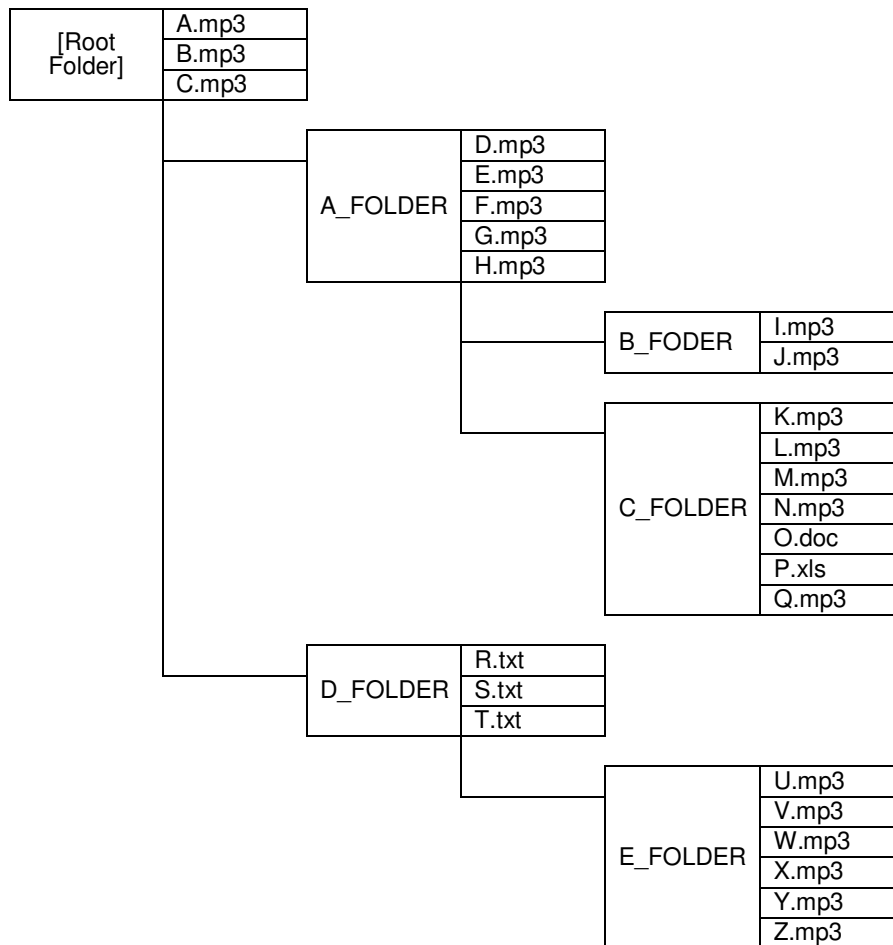 [Root
Folder]
A.mp3
B.mp3
C.mp3
A_FOLDER
D.mp3
E.mp3
F.mp3
G.mp3
H.mp3
B_FODER
I.mp3
J.mp3
C_FOLDER
K.mp3
L.mp3
M.mp3
N.mp3
O.doc
P.xls
Q.mp3
D_FOLDER
R.txt
S.txt
T.txt
E_FOLDER
U.mp3
V.mp3
W.mp3
X.mp3
Y.mp3
Z.mp3